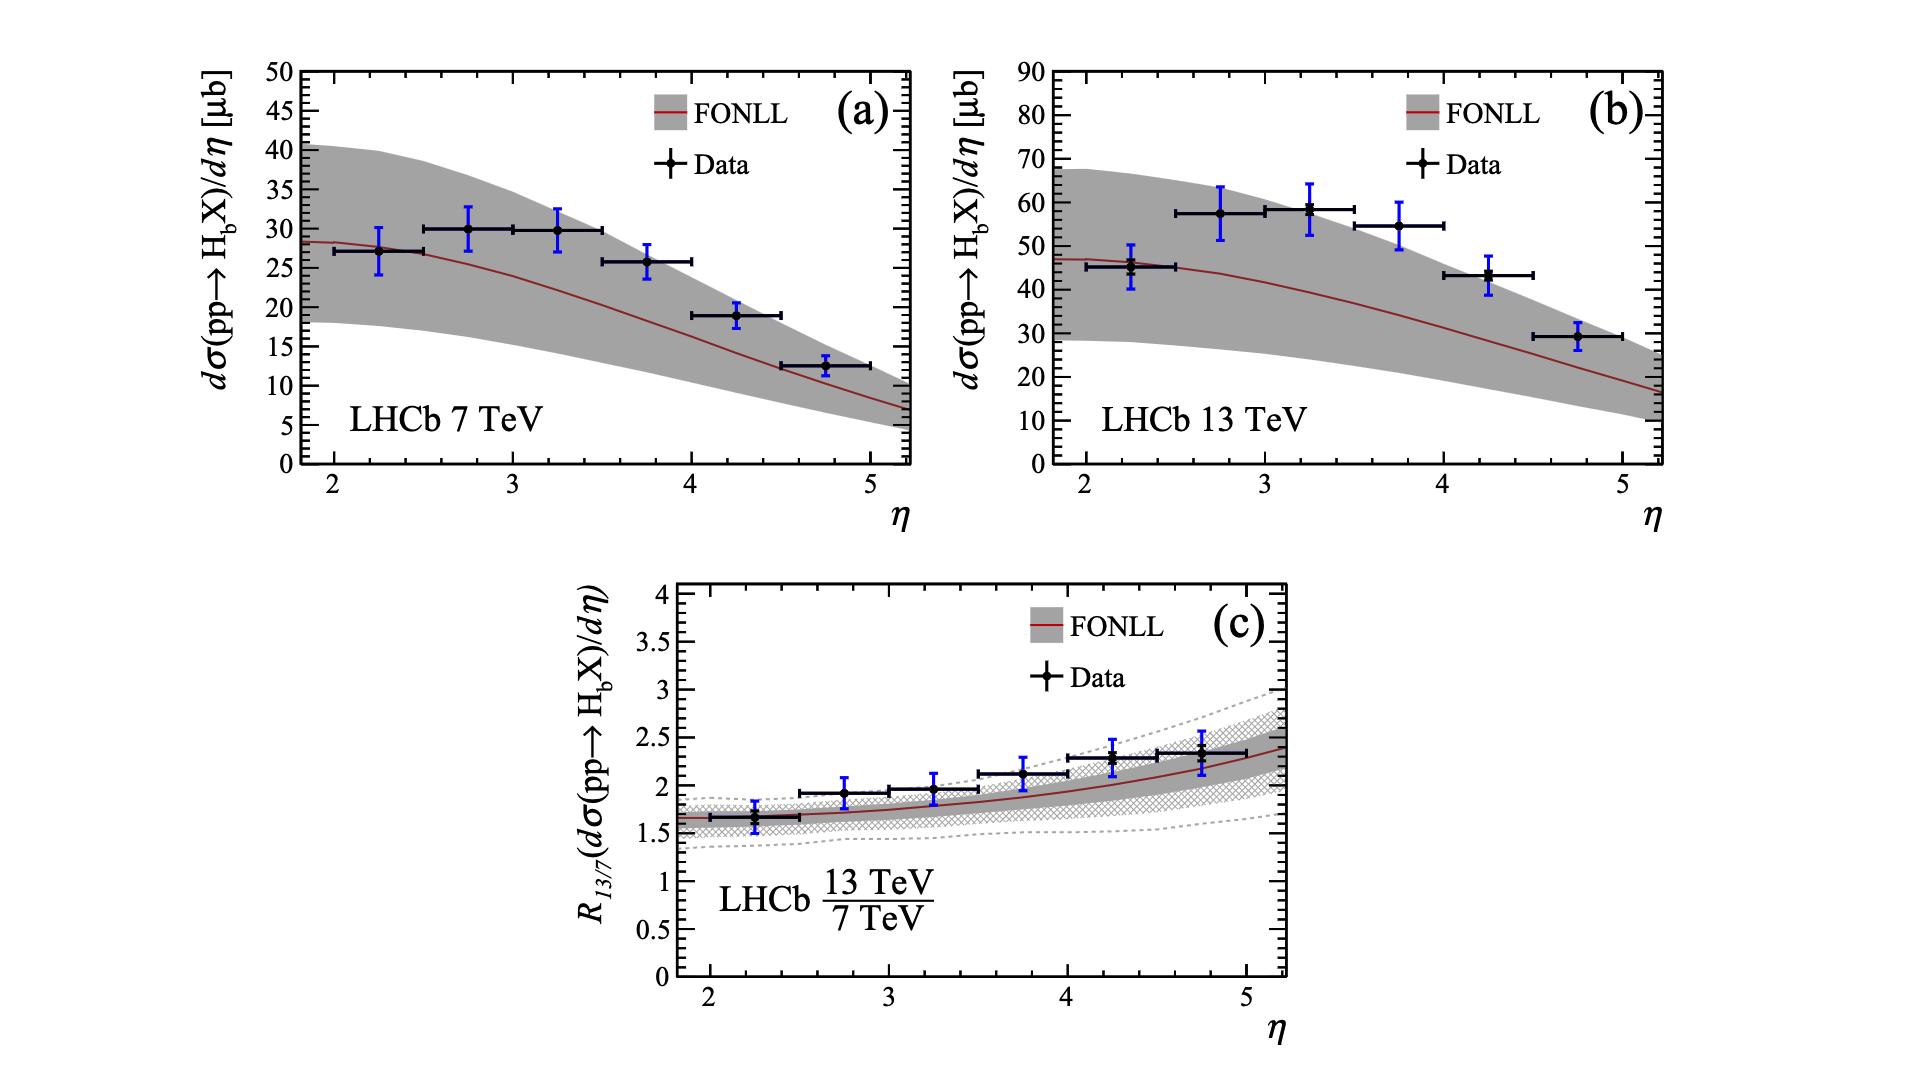 dσ(pp→ H_bX)/dη [μb]
50
45
40
35
30
25
20
15
10
5
0
FONLL
Data
(a)
LHCb 7 TeV
2 3 4 5
η
dσ(pp→ H_bX)/dη [μb]
90
80
70
60
50
40
30
20
10
0
FONLL
Data
(b)
LHCb 13 TeV
2 3 4 5
η
R_13/7(dσ(pp→ H_bX)/dη)
4
3.5
3
2.5
2
1.5
1
0.5
0
FONLL
Data
(c)
LHCb 13 TeV
7 TeV
2 3 4 5
η